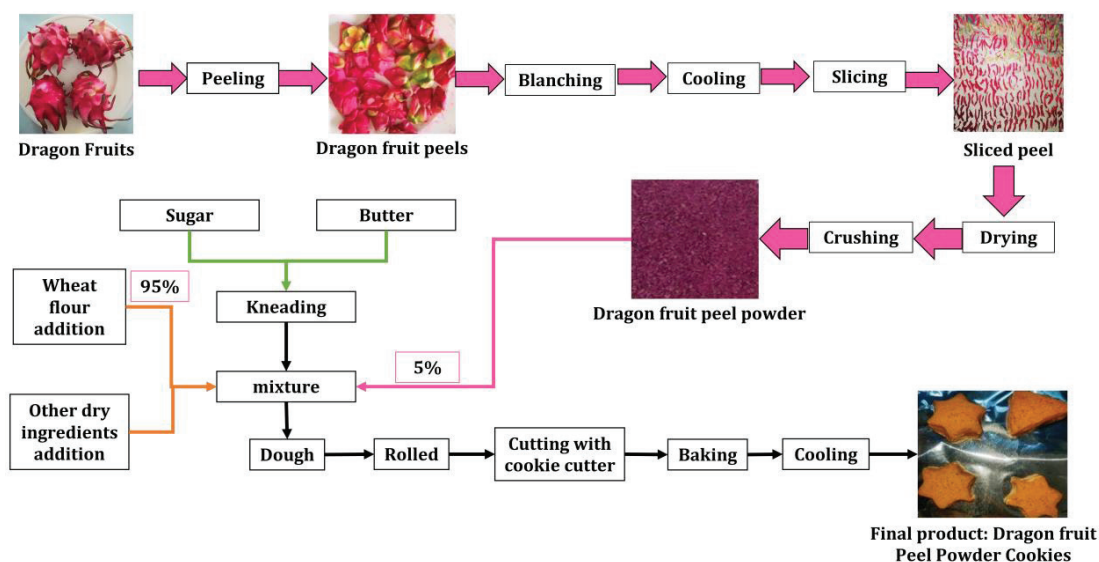 Peeling
Blanching
Cooling
Slicing
Dragon Fruits
Dragon fruit peels
Sliced peel
Sugar
Butter
Crushing
Drying
Wheat
flour
addition
95%
Kneading
Dragon fruit peel powder
mixture
5%
Other dry
ingredients
addition
Dough
Rolled
Cutting with
cookie cutter
Baking
Cooling
Final product: Dragon fruit
Peel Powder Cookies